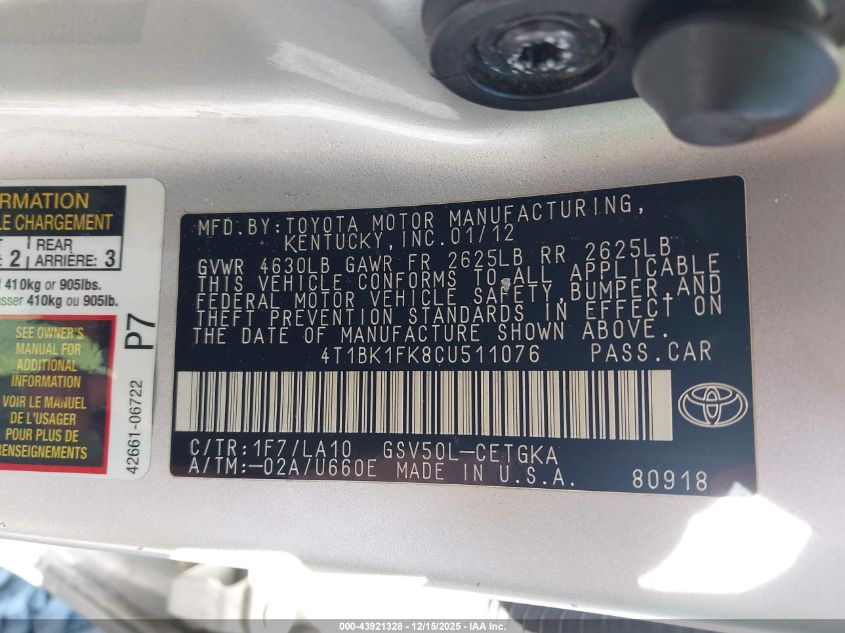 RMATION
LE CHARGEMENT
2
REAR
ARRIÈRE: 3
410kg or 905lbs.
asser 410 kg ou 905lb.
SEE OWNER'S
MANUAL FOR
ADDITIONAL
INFORMATION
VOIR LE MANUEL
DE L'USAGER
POUR PLUS DE
RENSEIGNEMENTS
P7
42661-06722
MFD.BY:TOYOTA MOTOR MANUFACTURING,
KENTUCKY,INC.01/12
GVWR 4630LB GAWR FR 2625LB RR 2625LB
THIS VEHICLE CONFORMS TO ALL APPLICABLE
FEDERAL MOTOR VEHICLE SAFETY,BUMPER,AND
THEFT PREVENTION STANDARDS IN EFFECT ON
THE DATE OF MANUFACTURE SHOWN ABOVE.
4T1BK1FK8CU511076 PASS.CAR
C/TR:1F7/LA10 GSV50L-CETGKA
A/TM:-02A/U660E MADE IN U.S.A. 80918
000-43921328 - 12/15/2025 - IAA Inc.